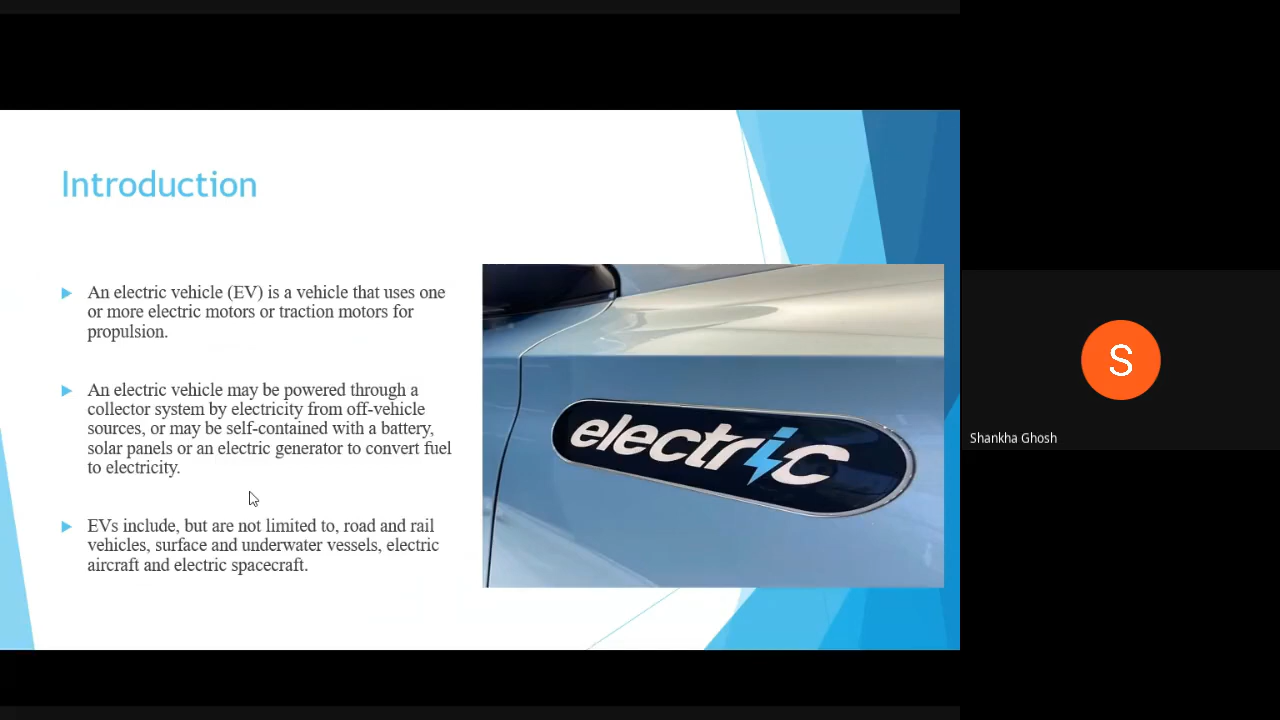 Introduction
An electric vehicle (EV) is a vehicle that uses one
or more electric motors or traction motors for
propulsion.
An electric vehicle may be powered through a
collector system by electricity from off-vehicle
sources, or may be self-contained with a battery,
solar panels or an electric generator to convert fuel
to electricity.
EVs include, but are not limited to, road and rail
vehicles, surface and underwater vessels, electric
aircraft and electric spacecraft.
electric
S
Shankha Ghosh